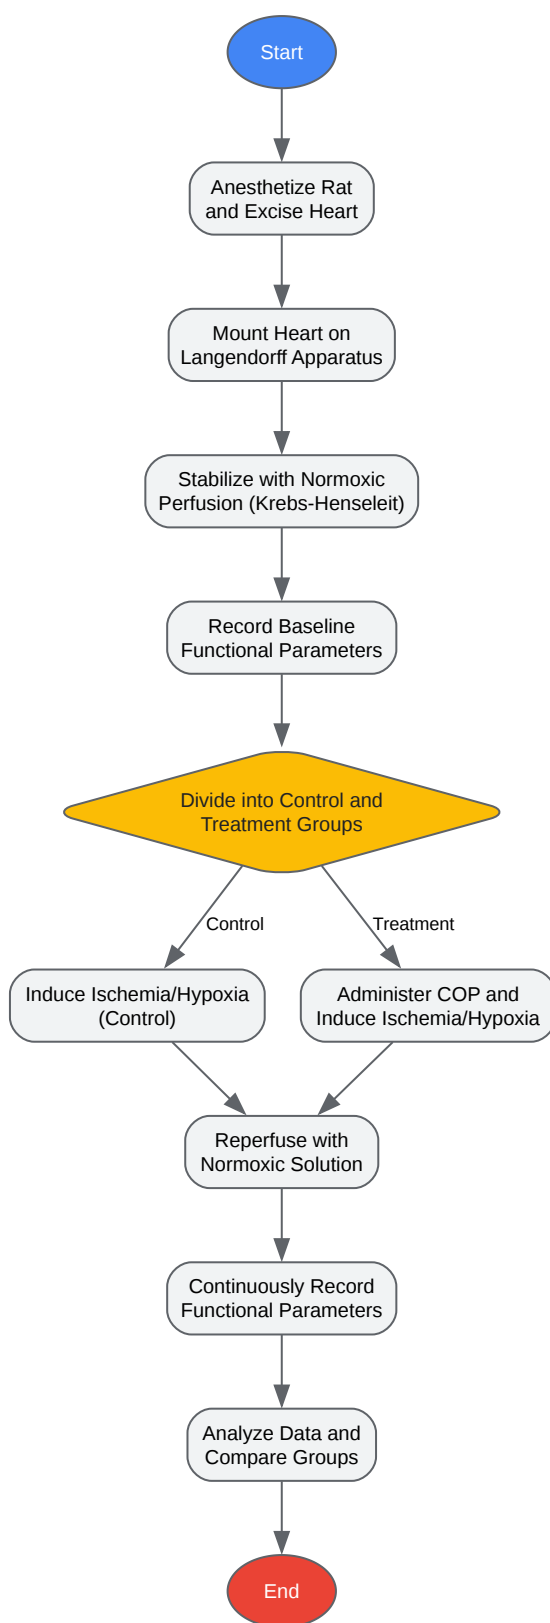 Start
Anesthetize Rat
and Excise Heart
Mount Heart on
Langendorff Apparatus
Stabilize with Normoxic
Perfusion (Krebs-Henseleit)
Record Baseline
Functional Parameters
Divide into Control and
Treatment Groups
Control
Treatment
Induce Ischemia/Hypoxia
(Control)
Administer COP and
Induce Ischemia/Hypoxia
Reperfuse with
Normoxic Solution
Continuously Record
Functional Parameters
Analyze Data and
Compare Groups
End